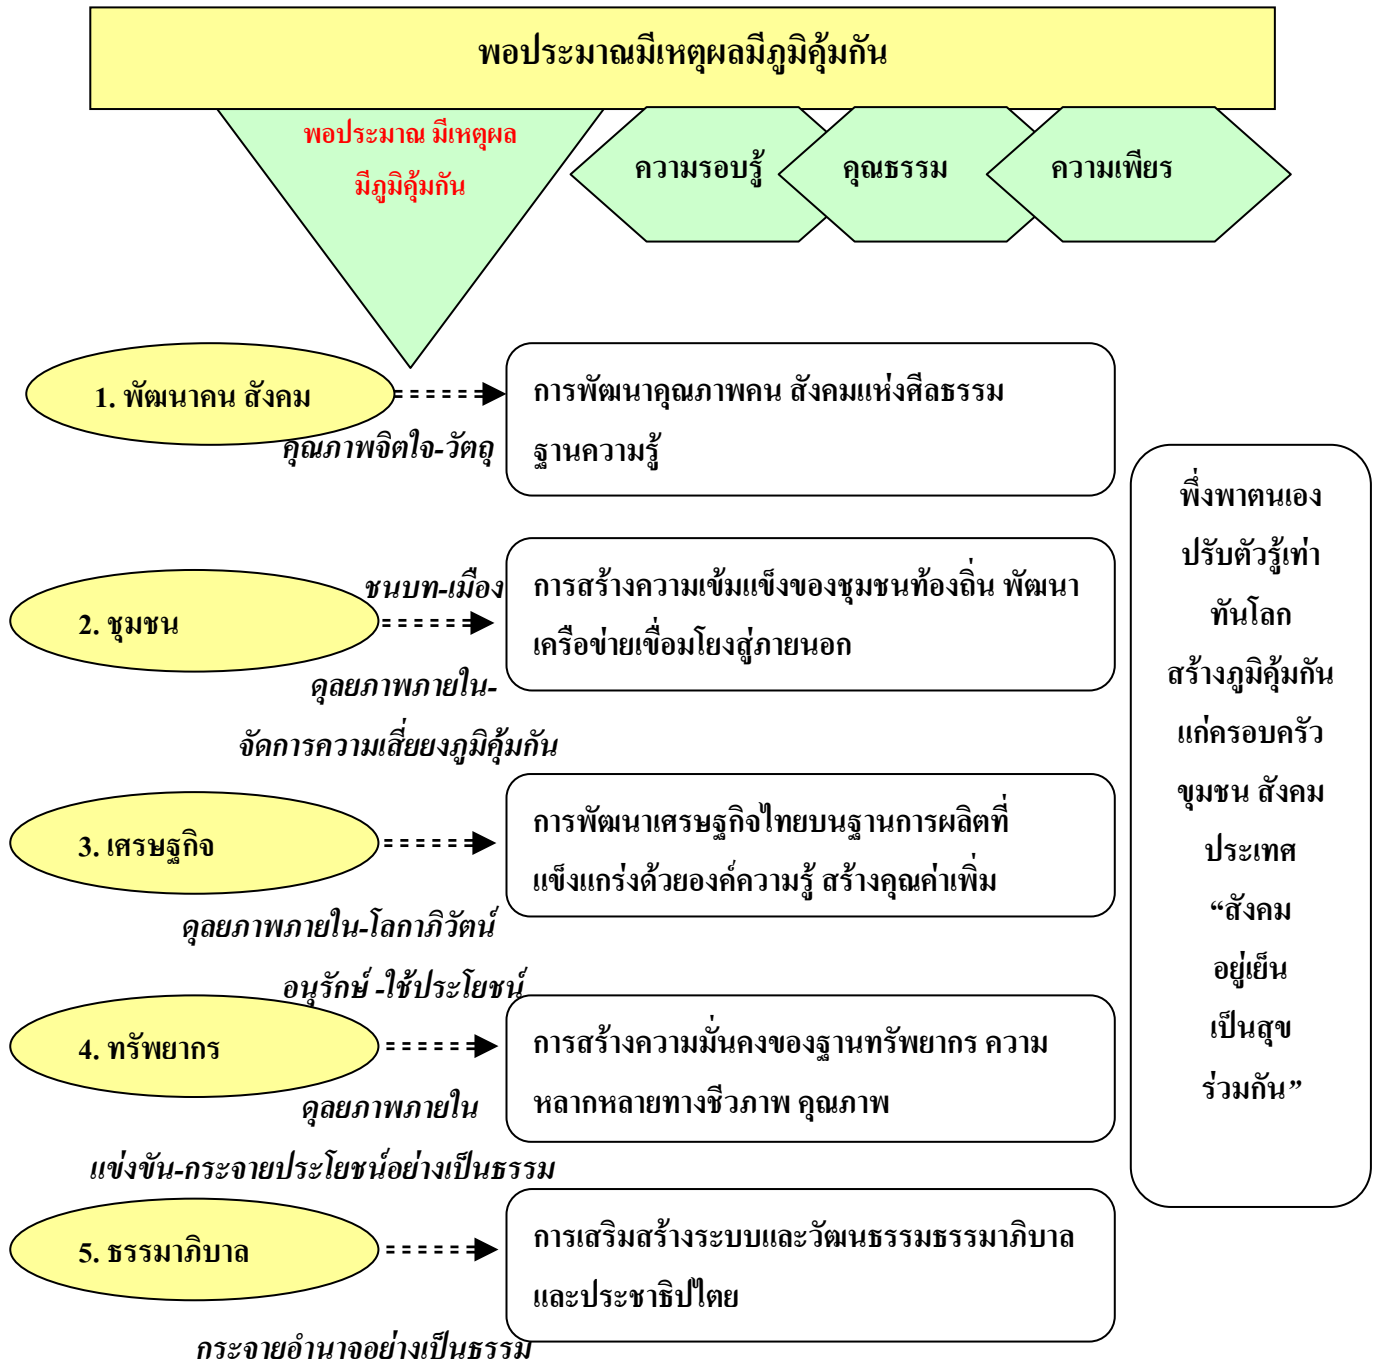 พอประมาณมีเหตุผลมีภูมิคุ้มกัน
พอประมาณ มีเหตุผล
มีภูมิคุ้มกัน
ความรอบรู้
คุณธรรม
ความเพียร
1. พัฒนาคน สังคม
คุณภาพจิตใจ-วัตถุ
การพัฒนาคุณภาพคน สังคมแห่งศีลธรรม
ฐานความรู้
ชนบท-เมือง
2. ชุมชน
ดุลยภาพภายใน-
จัดการความเสี่ยยงภูมิคุ้มกัน
การสร้างความเข้มแข็งของชุมชนท้องถิ่น พัฒนา
เครือข่ายเขื่อมโยงสู่ภายนอก
3. เศรษฐกิจ
ดุลยภาพภายใน-โลกาภิวัตน์
การพัฒนาเศรษฐกิจไทยบนฐานการผลิตที่
แข็งแกร่งด้วยองค์ความรู้ สร้างคุณค่าเพิ่ม
อนุรักษ์ -ใช้ประโยชน์
4. ทรัพยากร
ดุลยภาพภายใน
การสร้างความมั่นคงของฐานทรัพยากร ความ
หลากหลายทางชีวภาพ คุณภาพ
แข่งขัน-กระจายประโยชน์อย่างเป็นธรรม
5. ธรรมาภิบาล
การเสริมสร้างระบบและวัฒนธรรมธรรมาภิบาล
และประชาธิปไตย
กระจายอำนาจอย่างเป็นธรรม
พึ่งพาตนเอง
ปรับตัวรู้เท่า
ทันโลก
สร้างภูมิคุ้มกัน
แก่ครอบครัว
ขุมชน สังคม
ประเทศ
“สังคม
อยู่เย็น
เป็นสุข
ร่วมกัน”